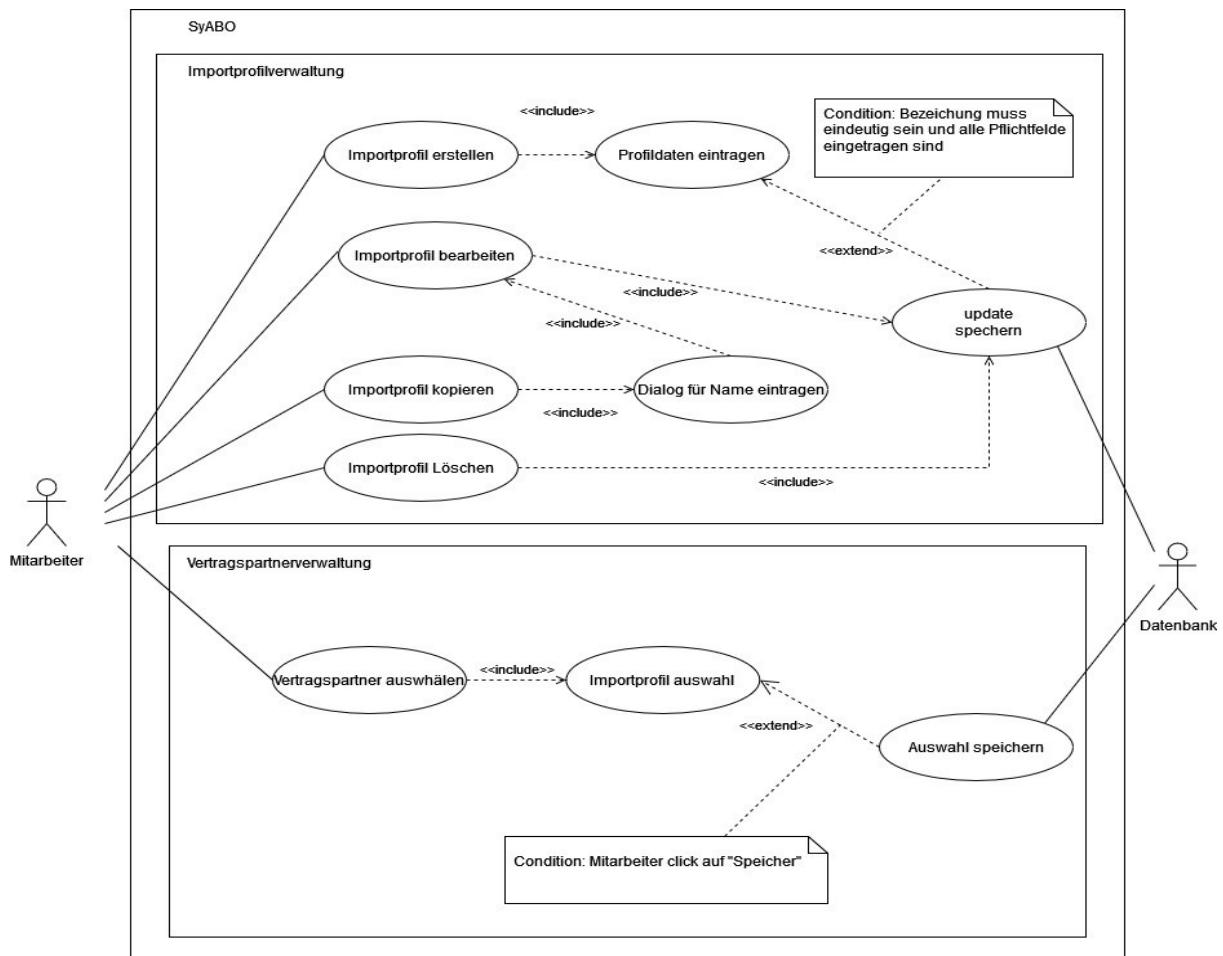 SyABO
Importprofilverwaltung
<<include>>
Condition: Bezeichung muss
eindeutig sein und alle Pflichtfelde
eingetragen sind
Importprofil erstellen
Profildaten eintragen
<<extend>>
Importprofil bearbeiten
<<include>>
<<include>>
update
spechern
Importprofil kopieren
<<include>>
Dialog für Name eintragen
Importprofil Löschen
<<include>>
Mitarbeiter
Vertragspartnerverwaltung
Datenbank
Vertragspartner auswhälen
<<include>>
Importprofil auswahl
<<extend>>
Auswahl speichern
Condition: Mitarbeiter click auf "Speicher"